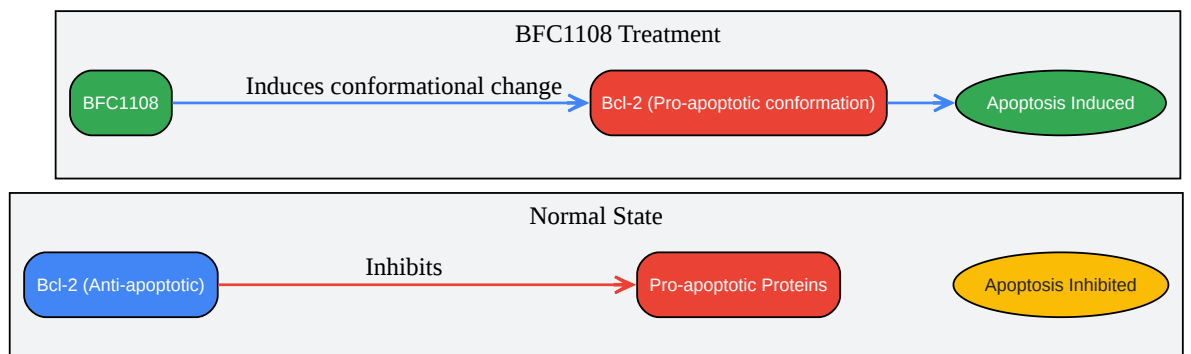 BFC1108 Treatment
BFC1108
Induces conformational change
Bcl-2 (Pro-apoptotic conformation)
Apoptosis Induced
Normal State
Bcl-2 (Anti-apoptotic)
Inhibits
Pro-apoptotic Proteins
Apoptosis Inhibited